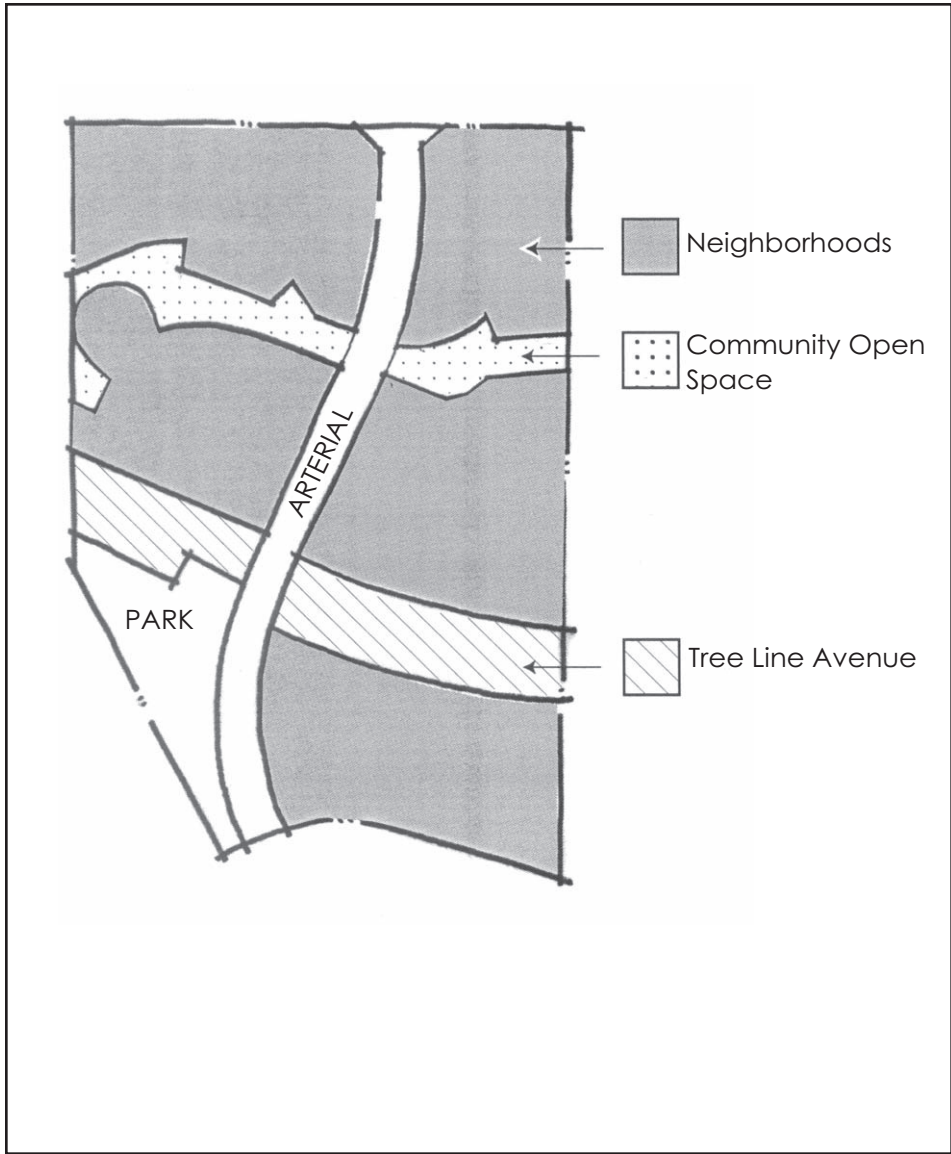 Neighborhoods
Community Open
Space
ARTERIAL
PARK
Tree Line Avenue